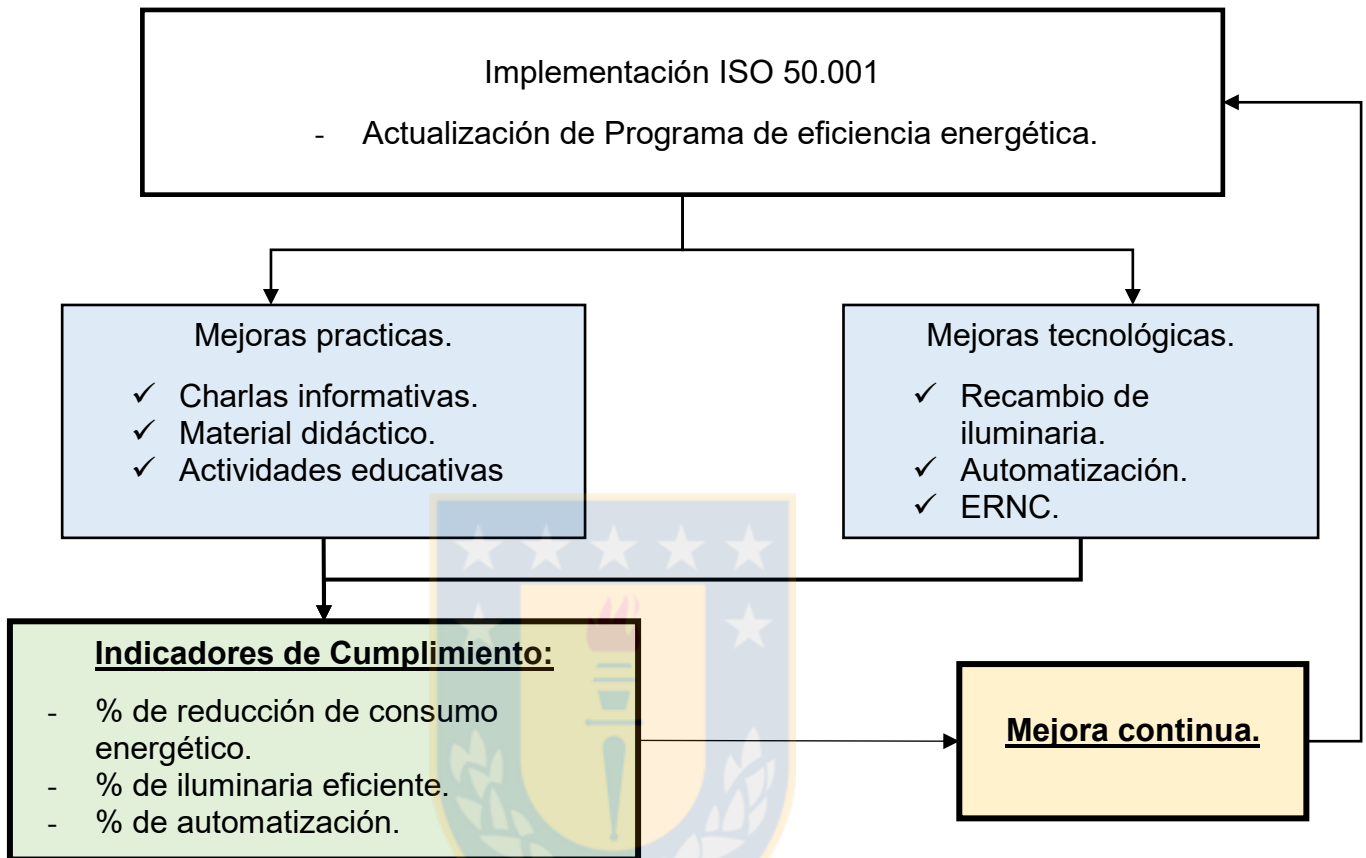 Implementación ISO 50.001
- Actualización de Programa de eficiencia energética.
Mejoras practicas.
✓ Charlas informativas.
✓ Material didáctico.
✓ Actividades educativas
Mejoras tecnológicas.
✓ Recambio de
iluminaria.
✓ Automatización.
✓ ERNC.
Indicadores de Cumplimiento:
- % de reducción de consumo
energético.
- % de iluminaria eficiente.
- % de automatización.
Mejora continua.